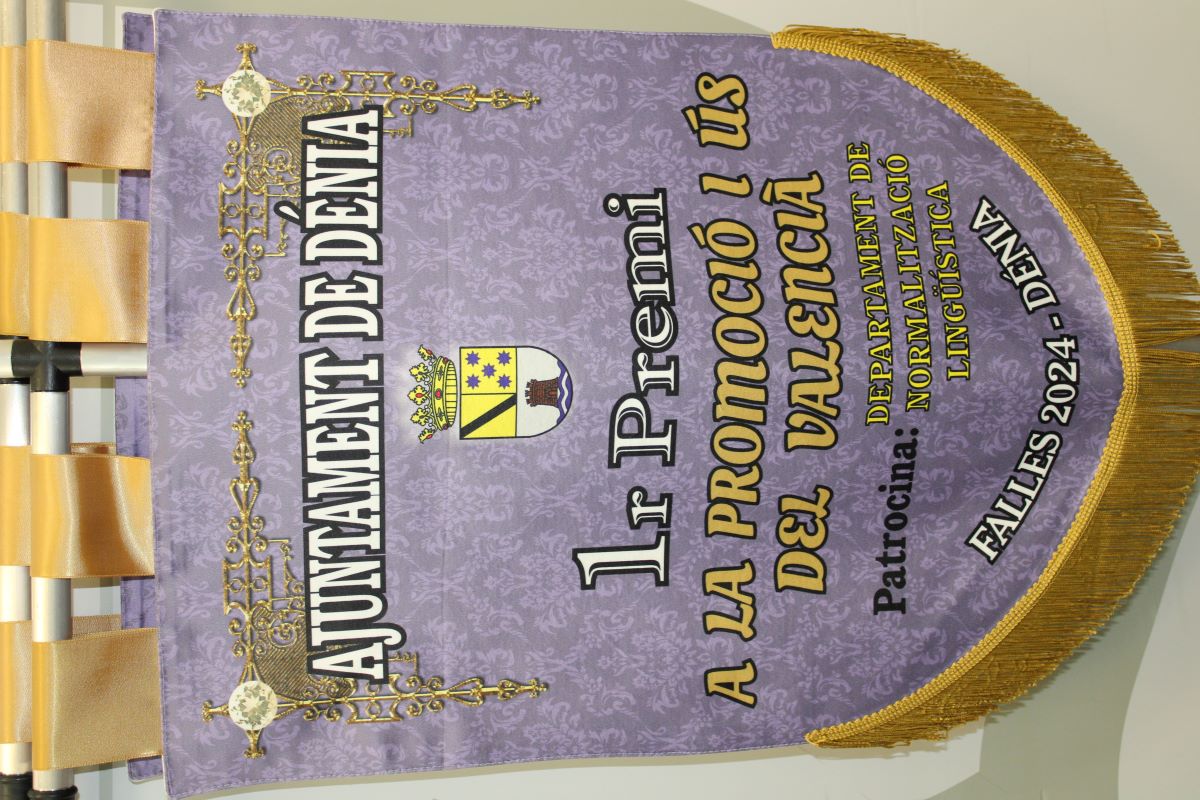 AJUNTAMENT DE DÉNIA
1r Premi
A LA PROMOCIÓ I ÚS
DEL VALENCIÀ
Patrocina: DEPARTAMENT DE
NORMALITZACIÓ
LINGÜÍSTICA
FALLES 2024 - DÉNIA